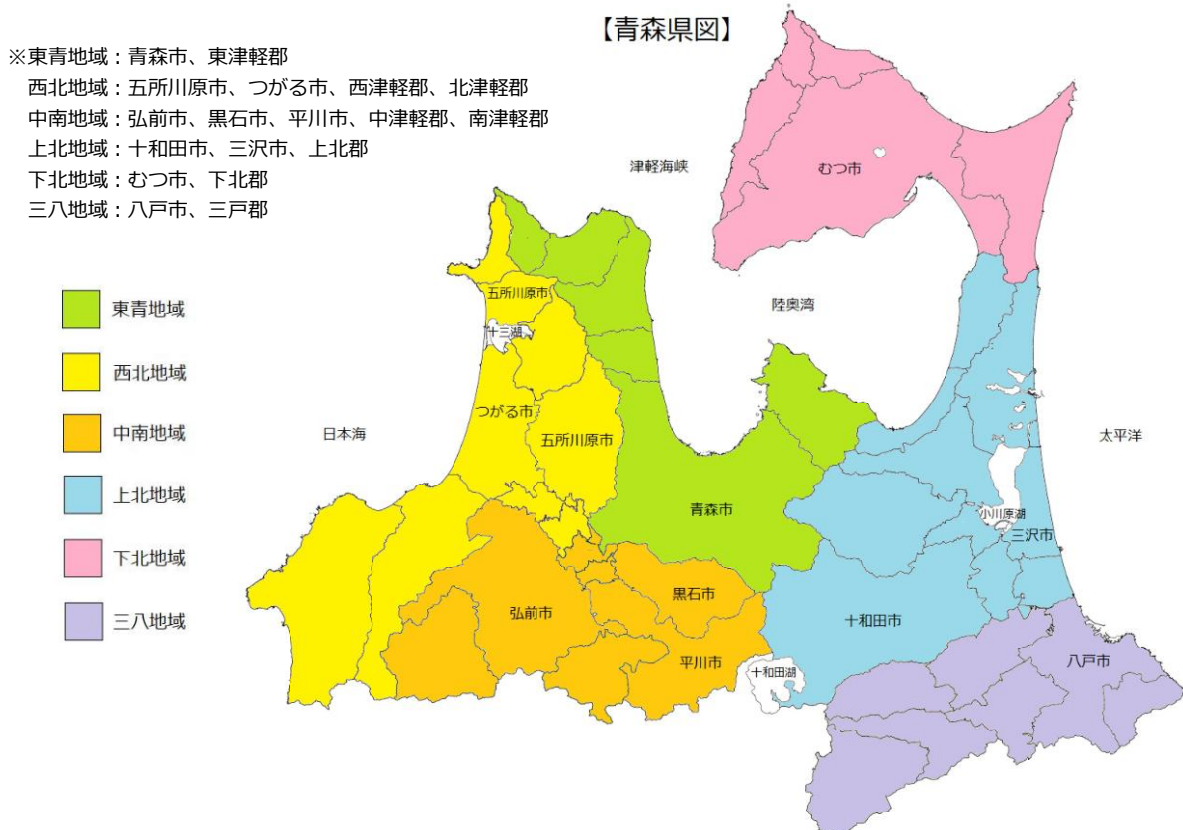 【青森県図】
※東青地域：青森市、東津軽郡
西北地域：五所川原市、つがる市、西津軽郡、北津軽郡
中南地域：弘前市、黒石市、平川市、中津軽郡、南津軽郡
上北地域：十和田市、三沢市、上北郡
下北地域：むつ市、下北郡
三八地域：八戸市、三戸郡
津軽海峡
むつ市
東青地域
西北地域
中南地域
上北地域
下北地域
三八地域
五所川原市
十三湖
陸奥湾
つがる市
日本海
五所川原市
太平洋
青森市
小川原湖
三沢市
黒石市
弘前市
十和田市
平川市
十和田湖
八戸市